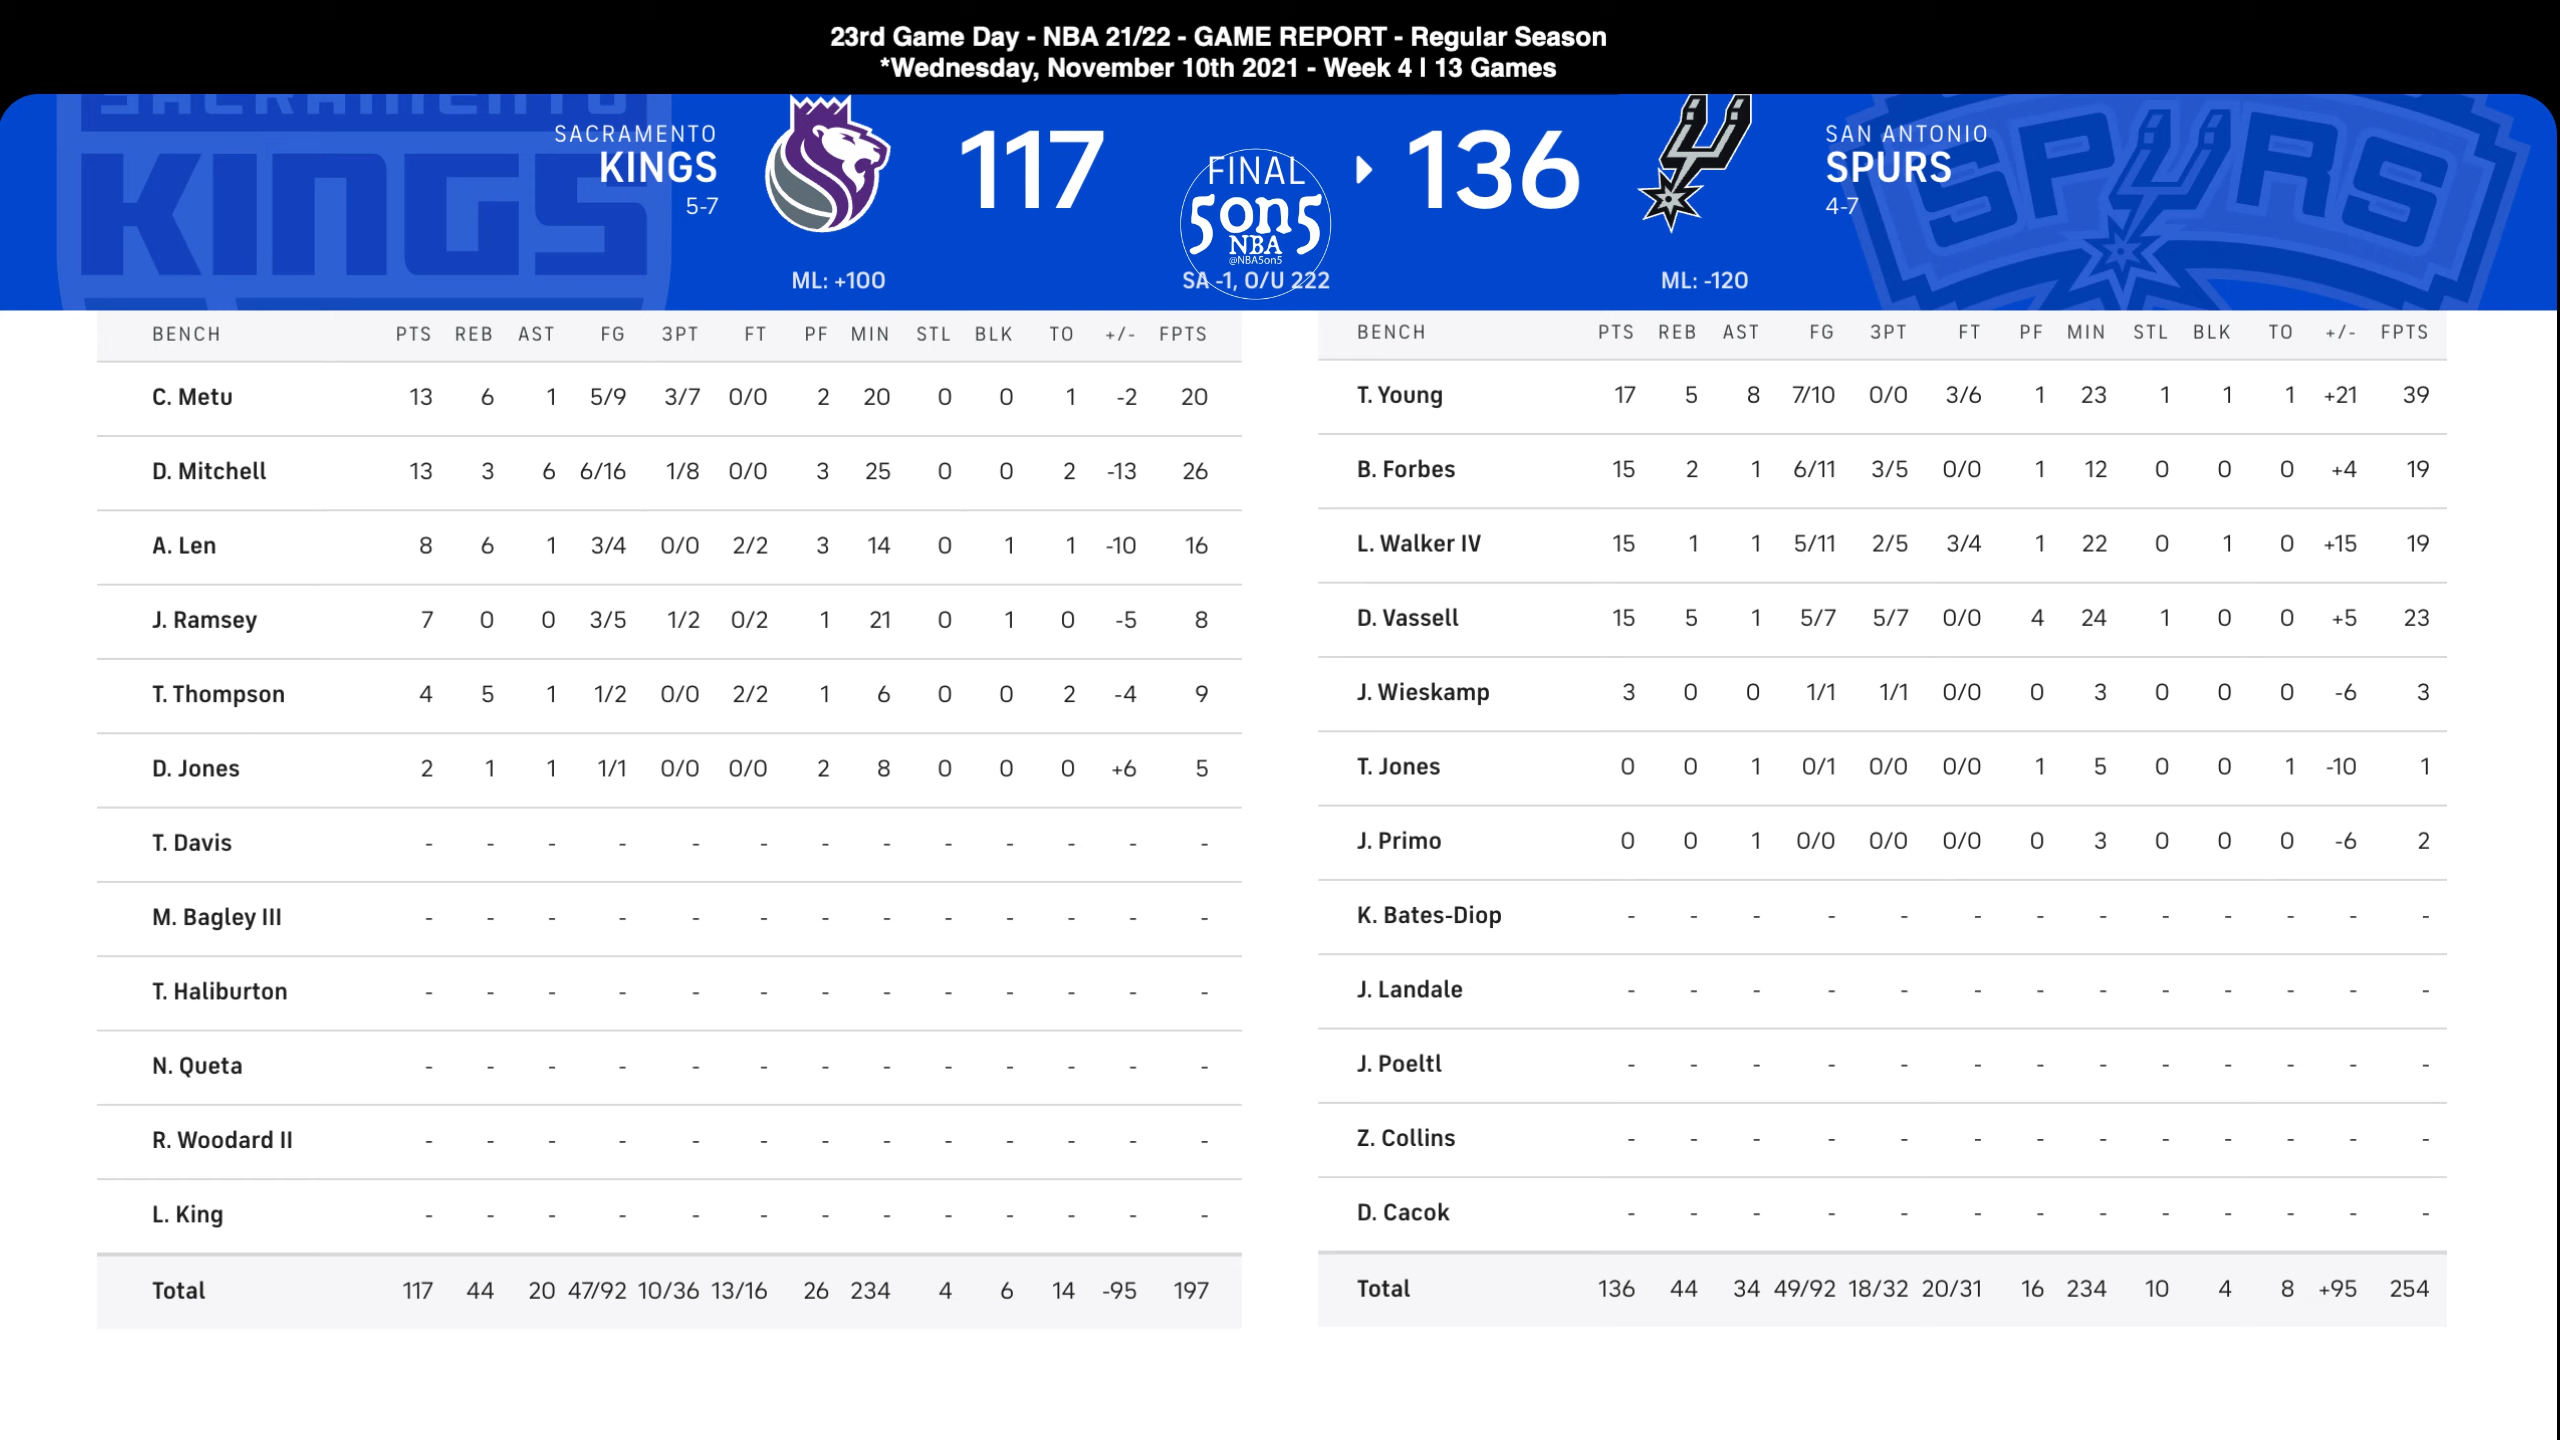 23rd Game Day - NBA 21/22 - GAME REPORT - Regular Season
*Wednesday, November 10th 2021 - Week 4 | 13 Games
SACRAMENTO
KINGS
SACRAMENTO
KINGS
5-7
117
FINAL
5on5
NBA
@NBA5on5
136
SAN ANTONIO
SPURS
4-7
SPURS
ML: +100
SA -1, O/U 222
ML: -120
BENCH PTS REB AST FG 3PT FT PF MIN STL BLK TO +/- FPTS
C. Metu 13 6 1 5/9 3/7 0/0 2 20 0 0 1 -2 20
D. Mitchell 13 3 6 6/16 1/8 0/0 3 25 0 0 2 -13 26
A. Len 8 6 1 3/4 0/0 2/2 3 14 0 1 1 -10 16
J. Ramsey 7 0 0 3/5 1/2 0/2 1 21 0 1 0 -5 8
T. Thompson 4 5 1 1/2 0/0 2/2 1 6 0 0 2 -4 9
D. Jones 2 1 1 1/1 0/0 0/0 2 8 0 0 0 +6 5
T. Davis - - - - - - - - - - - - -
M. Bagley III - - - - - - - - - - - - -
T. Haliburton - - - - - - - - - - - - -
N. Queta - - - - - - - - - - - - -
R. Woodard II - - - - - - - - - - - - -
L. King - - - - - - - - - - - - -
Total 117 44 20 47/92 10/36 13/16 26 234 4 6 14 -95 197
BENCH PTS REB AST FG 3PT FT PF MIN STL BLK TO +/- FPTS
T. Young 17 5 8 7/10 0/0 3/6 1 23 1 1 1 +21 39
B. Forbes 15 2 1 6/11 3/5 0/0 1 12 0 0 0 +4 19
L. Walker IV 15 1 1 5/11 2/5 3/4 1 22 0 1 0 +15 19
D. Vassell 15 5 1 5/7 5/7 0/0 4 24 1 0 0 +5 23
J. Wieskamp 3 0 0 1/1 1/1 0/0 0 3 0 0 0 -6 3
T. Jones 0 0 1 0/1 0/0 0/0 1 5 0 0 1 -10 1
J. Primo 0 0 1 0/0 0/0 0/0 0 3 0 0 0 -6 2
K. Bates-Diop - - - - - - - - - - - - -
J. Landale - - - - - - - - - - - - -
J. Poeltl - - - - - - - - - - - - -
Z. Collins - - - - - - - - - - - - -
D. Cacok - - - - - - - - - - - - -
Total 136 44 34 49/92 18/32 20/31 16 234 10 4 8 +95 254